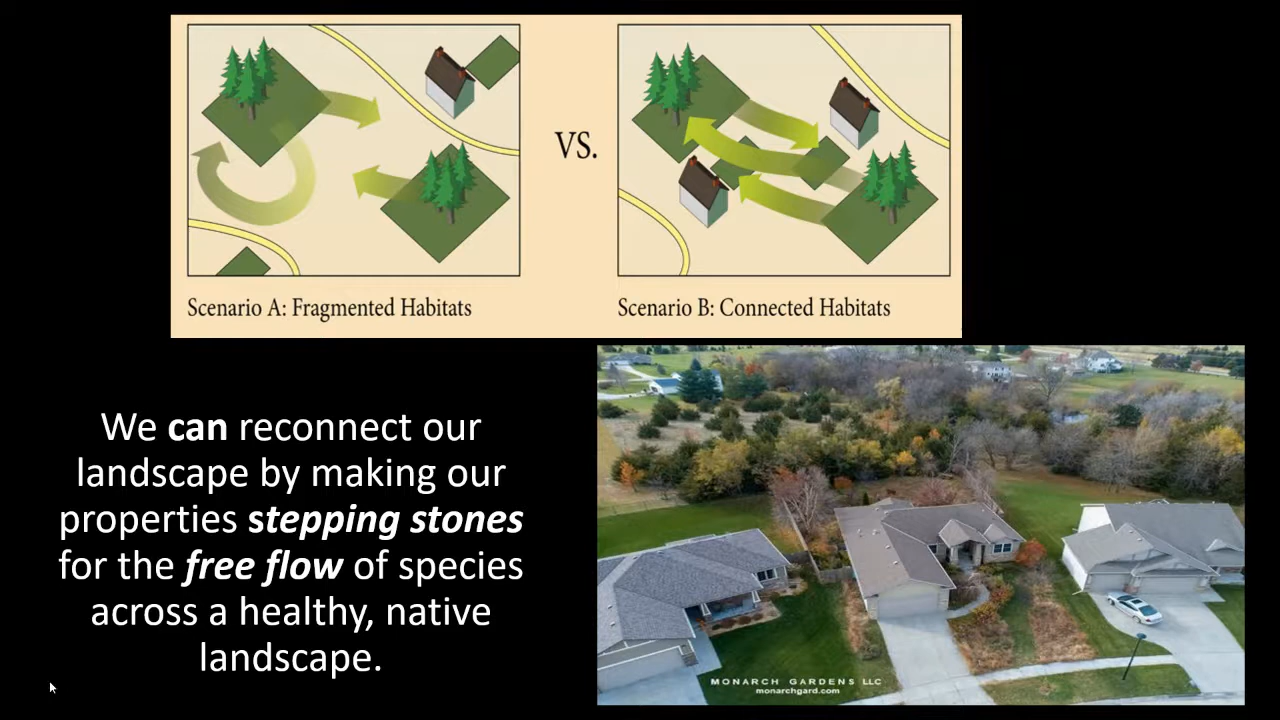 VS.
Scenario A: Fragmented Habitats
Scenario B: Connected Habitats
We can reconnect our
landscape by making our
properties stepping stones
for the free flow of species
across a healthy, native
landscape.
MONARCH GARDENS LLC
monarchgard.com